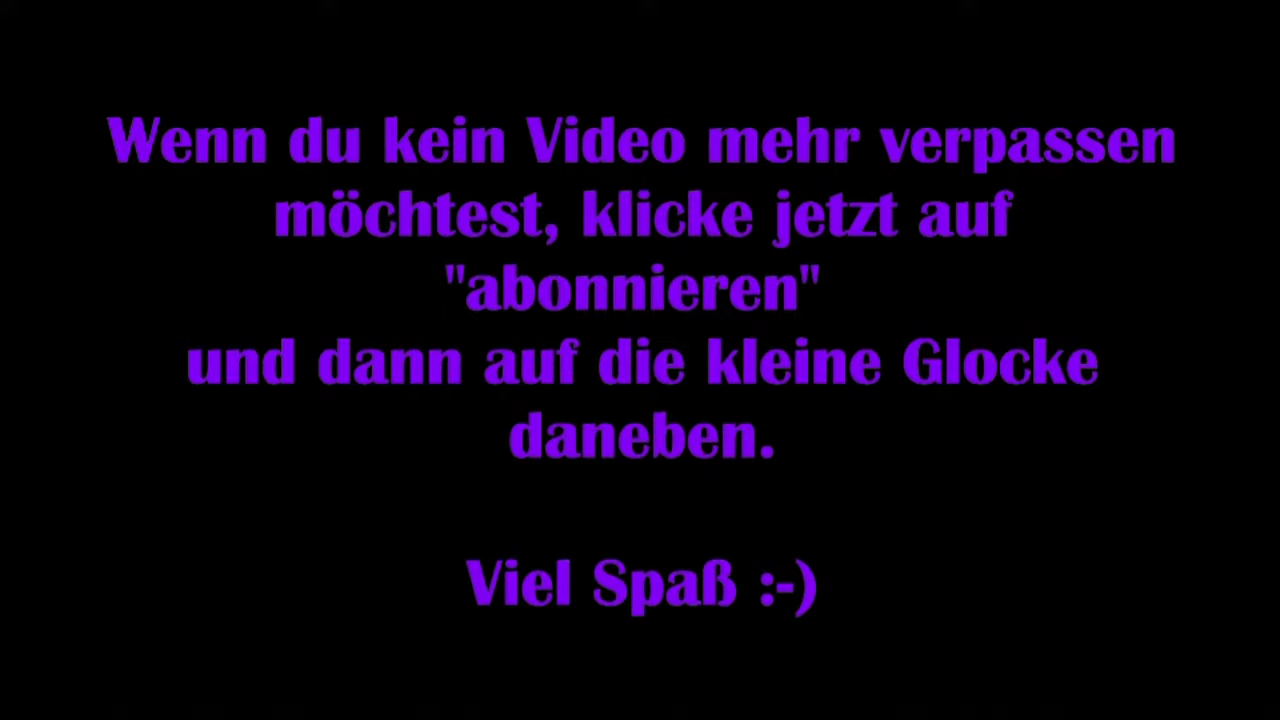 Wenn du kein Video mehr verpassen
möchtest, klicke jetzt auf
"abonnieren"
und dann auf die kleine Glocke
daneben.
Viel Spaß :-)